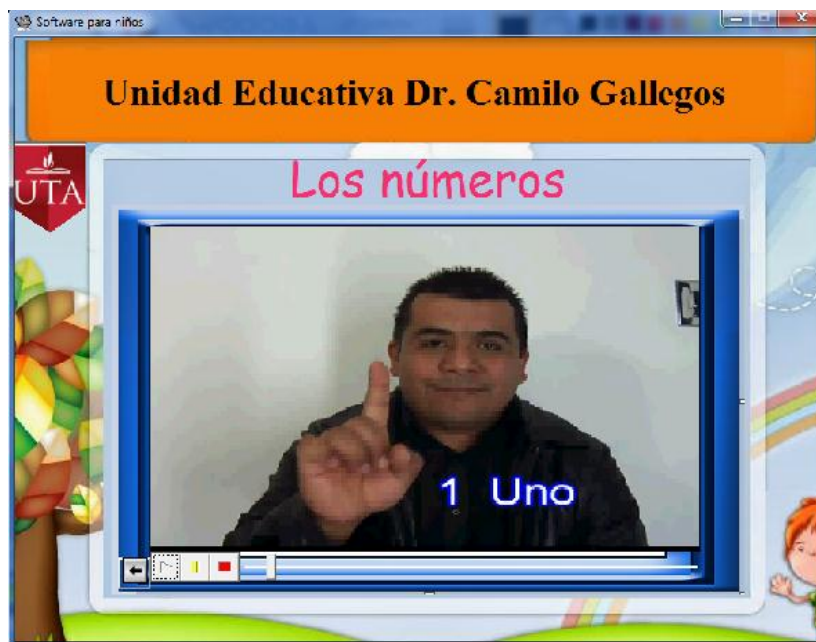 Software para niños
Unidad Educativa Dr. Camilo Gallegos
UTA
Los números
1 Uno